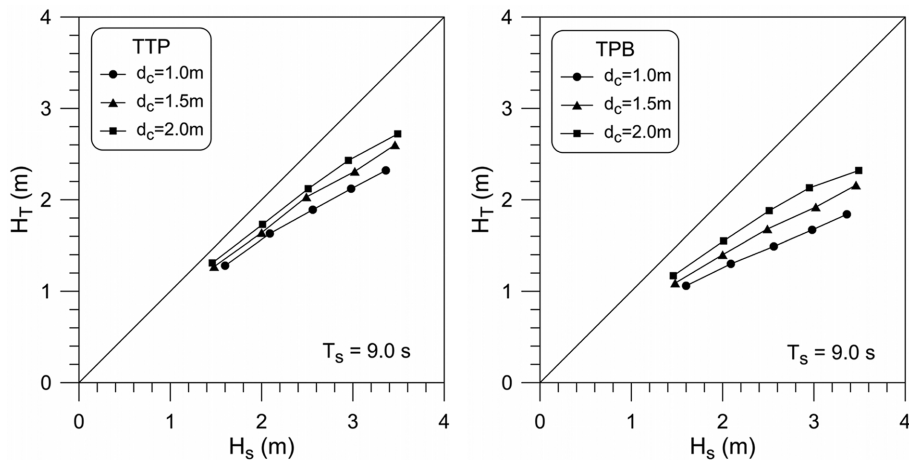 4
3
2
1
0
H_T (m)
TTP
d_c=1.0m
d_c=1.5m
d_c=2.0m
T_s = 9.0 s
0 1 2 3 4
H_s (m)
4
3
2
1
0
H_T (m)
TPB
d_c=1.0m
d_c=1.5m
d_c=2.0m
T_s = 9.0 s
0 1 2 3 4
H_s (m)